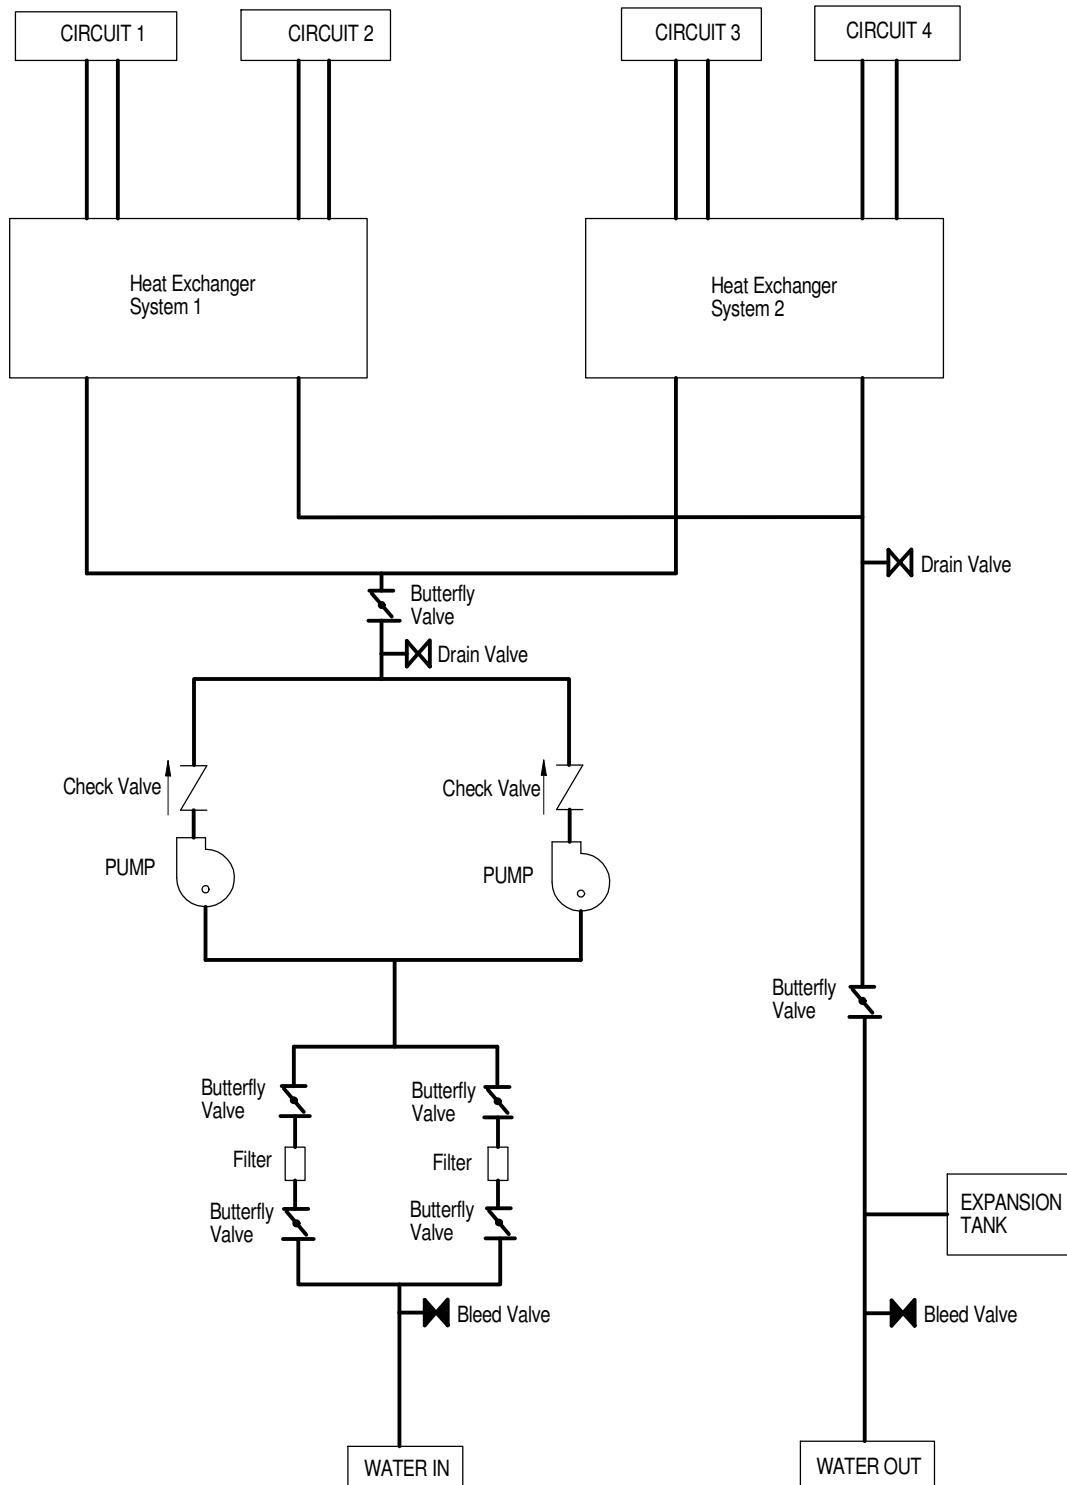 CIRCUIT 1
CIRCUIT 2
CIRCUIT 3
CIRCUIT 4
Heat Exchanger
System 1
Heat Exchanger
System 2
Drain Valve
Butterfly
Valve
Drain Valve
Check Valve
Check Valve
PUMP
PUMP
Butterfly
Valve
Butterfly
Valve
Butterfly
Valve
Filter
Filter
Butterfly
Valve
Butterfly
Valve
EXPANSION
TANK
Bleed Valve
Bleed Valve
WATER IN
WATER OUT